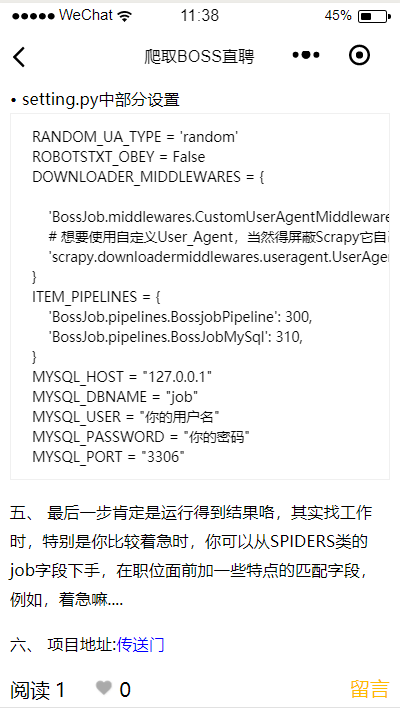 WeChat 11:38 45%
爬取BOSS直聘
• setting.py中部分设置
RANDOM_UA_TYPE = 'random'
ROBOTSTXT_OBEY = False
DOWNLOADER_MIDDLEWARES = {
'BossJob.middlewares.CustomUserAgentMiddleware
# 想要使用自定义User_Agent，当然得屏蔽Scrapy它自
'scrapy.downloadermiddlewares.useragent.UserAgen
}
ITEM_PIPELINES = {
'BossJob.pipelines.BossjobPipeline': 300,
'BossJob.pipelines.BossJobMySql': 310,
}
MYSQL_HOST = "127.0.0.1"
MYSQL_DBNAME = "job"
MYSQL_USER = "你的用户名"
MYSQL_PASSWORD = "你的密码"
MYSQL_PORT = "3306"
五、 最后一步肯定是运行得到结果咯，其实找工作
时，特别是你比较着急时，你可以从SPIDERS类的
job字段下手，在职位面前加一些特点的匹配字段，
例如，着急嘛....
六、 项目地址:传送门
阅读 1 0 留言